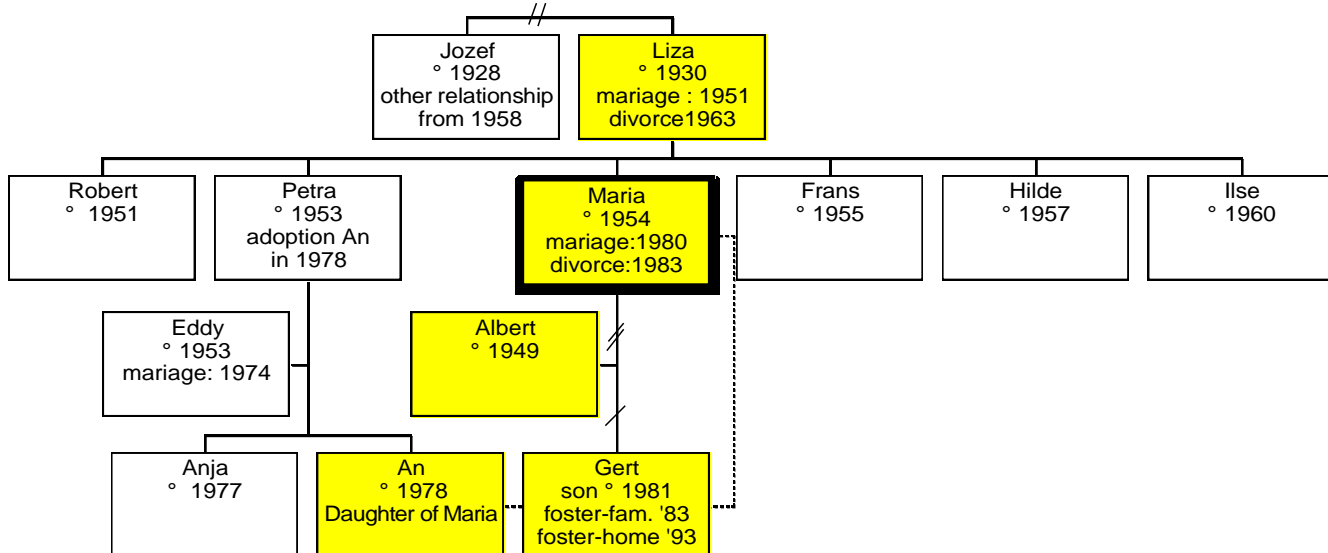 Jozef
° 1928
other relationship
from 1958
Liza
° 1930
mariage : 1951
divorce1963
Robert
° 1951
Petra
° 1953
adoption An
in 1978
Maria
° 1954
mariage:1980
divorce:1983
Frans
° 1955
Hilde
° 1957
Ilse
° 1960
Eddy
° 1953
mariage: 1974
Albert
° 1949
Anja
° 1977
An
° 1978
Daughter of Maria
Gert
son ° 1981
foster-fam. '83
foster-home '93